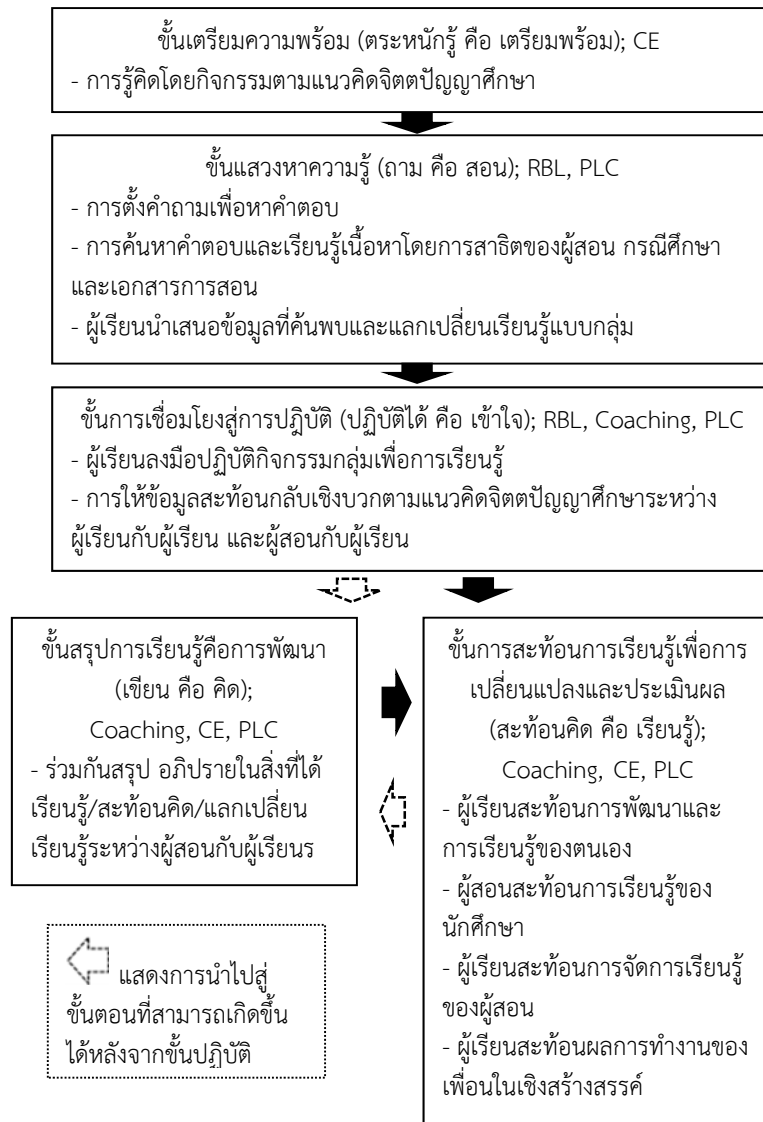 ขั้นเตรียมความพร้อม (ตระหนักรู้ คือ เตรียมพร้อม); CE
- การรู้คิดโดยกิจกรรมตามแนวคิดจิตตปัญญาศึกษา
ขั้นแสวงหาความรู้ (ถาม คือ สอน); RBL, PLC
- การตั้งคำถามเพื่อหาคำตอบ
- การค้นหาคำตอบและเรียนรู้เนื้อหาโดยการสาธิตของผู้สอน กรณีศึกษา
และเอกสารการสอน
- ผู้เรียนนำเสนอข้อมูลที่ค้นพบและแลกเปลี่ยนเรียนรู้แบบกลุ่ม
ขั้นการเชื่อมโยงสู่การปฎิบัติ (ปฏิบัติได้ คือ เข้าใจ); RBL, Coaching, PLC
- ผู้เรียนลงมือปฏิบัติกิจกรรมกลุ่มเพื่อการเรียนรู้
- การให้ข้อมูลสะท้อนกลับเชิงบวกตามแนวคิดจิตตปัญญาศึกษาระหว่าง
ผู้เรียนกับผู้เรียน และผู้สอนกับผู้เรียน
ขั้นสรุปการเรียนรู้คือการพัฒนา
(เขียน คือ คิด);
Coaching, CE, PLC
- ร่วมกันสรุป อภิปรายในสิ่งที่ได้
เรียนรู้/สะท้อนคิด/แลกเปลี่ยน
เรียนรู้ระหว่างผู้สอนกับผู้เรียนร
ขั้นการสะท้อนการเรียนรู้เพื่อการ
เปลี่ยนแปลงและประเมินผล
(สะท้อนคิด คือ เรียนรู้);
Coaching, CE, PLC
- ผู้เรียนสะท้อนการพัฒนาและ
การเรียนรู้ของตนเอง
- ผู้สอนสะท้อนการเรียนรู้ของ
นักศึกษา
- ผู้เรียนสะท้อนการจัดการเรียนรู้
ของผู้สอน
- ผู้เรียนสะท้อนผลการทำงานของ
เพื่อนในเชิงสร้างสรรค์
แสดงการนำไปสู่
ขั้นตอนที่สามารถเกิดขึ้น
ได้หลังจากขั้นปฏิบัติ